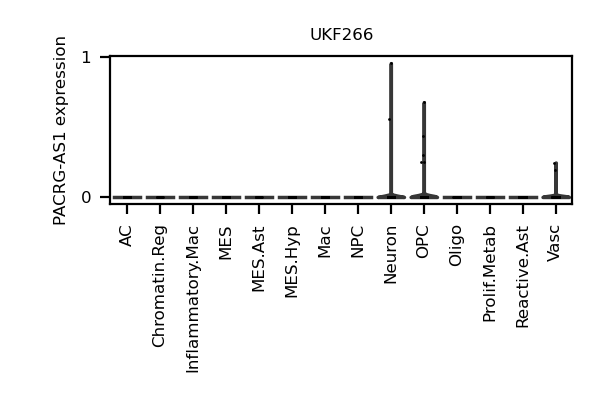 UKF266
PACRG-AS1 expression
1
0
AC
Chromatin.Reg
Inflammatory.Mac
MES
MES.Ast
MES.Hyp
Mac
NPC
Neuron
OPC
Oligo
Prolif.Metab
Reactive.Ast
Vasc